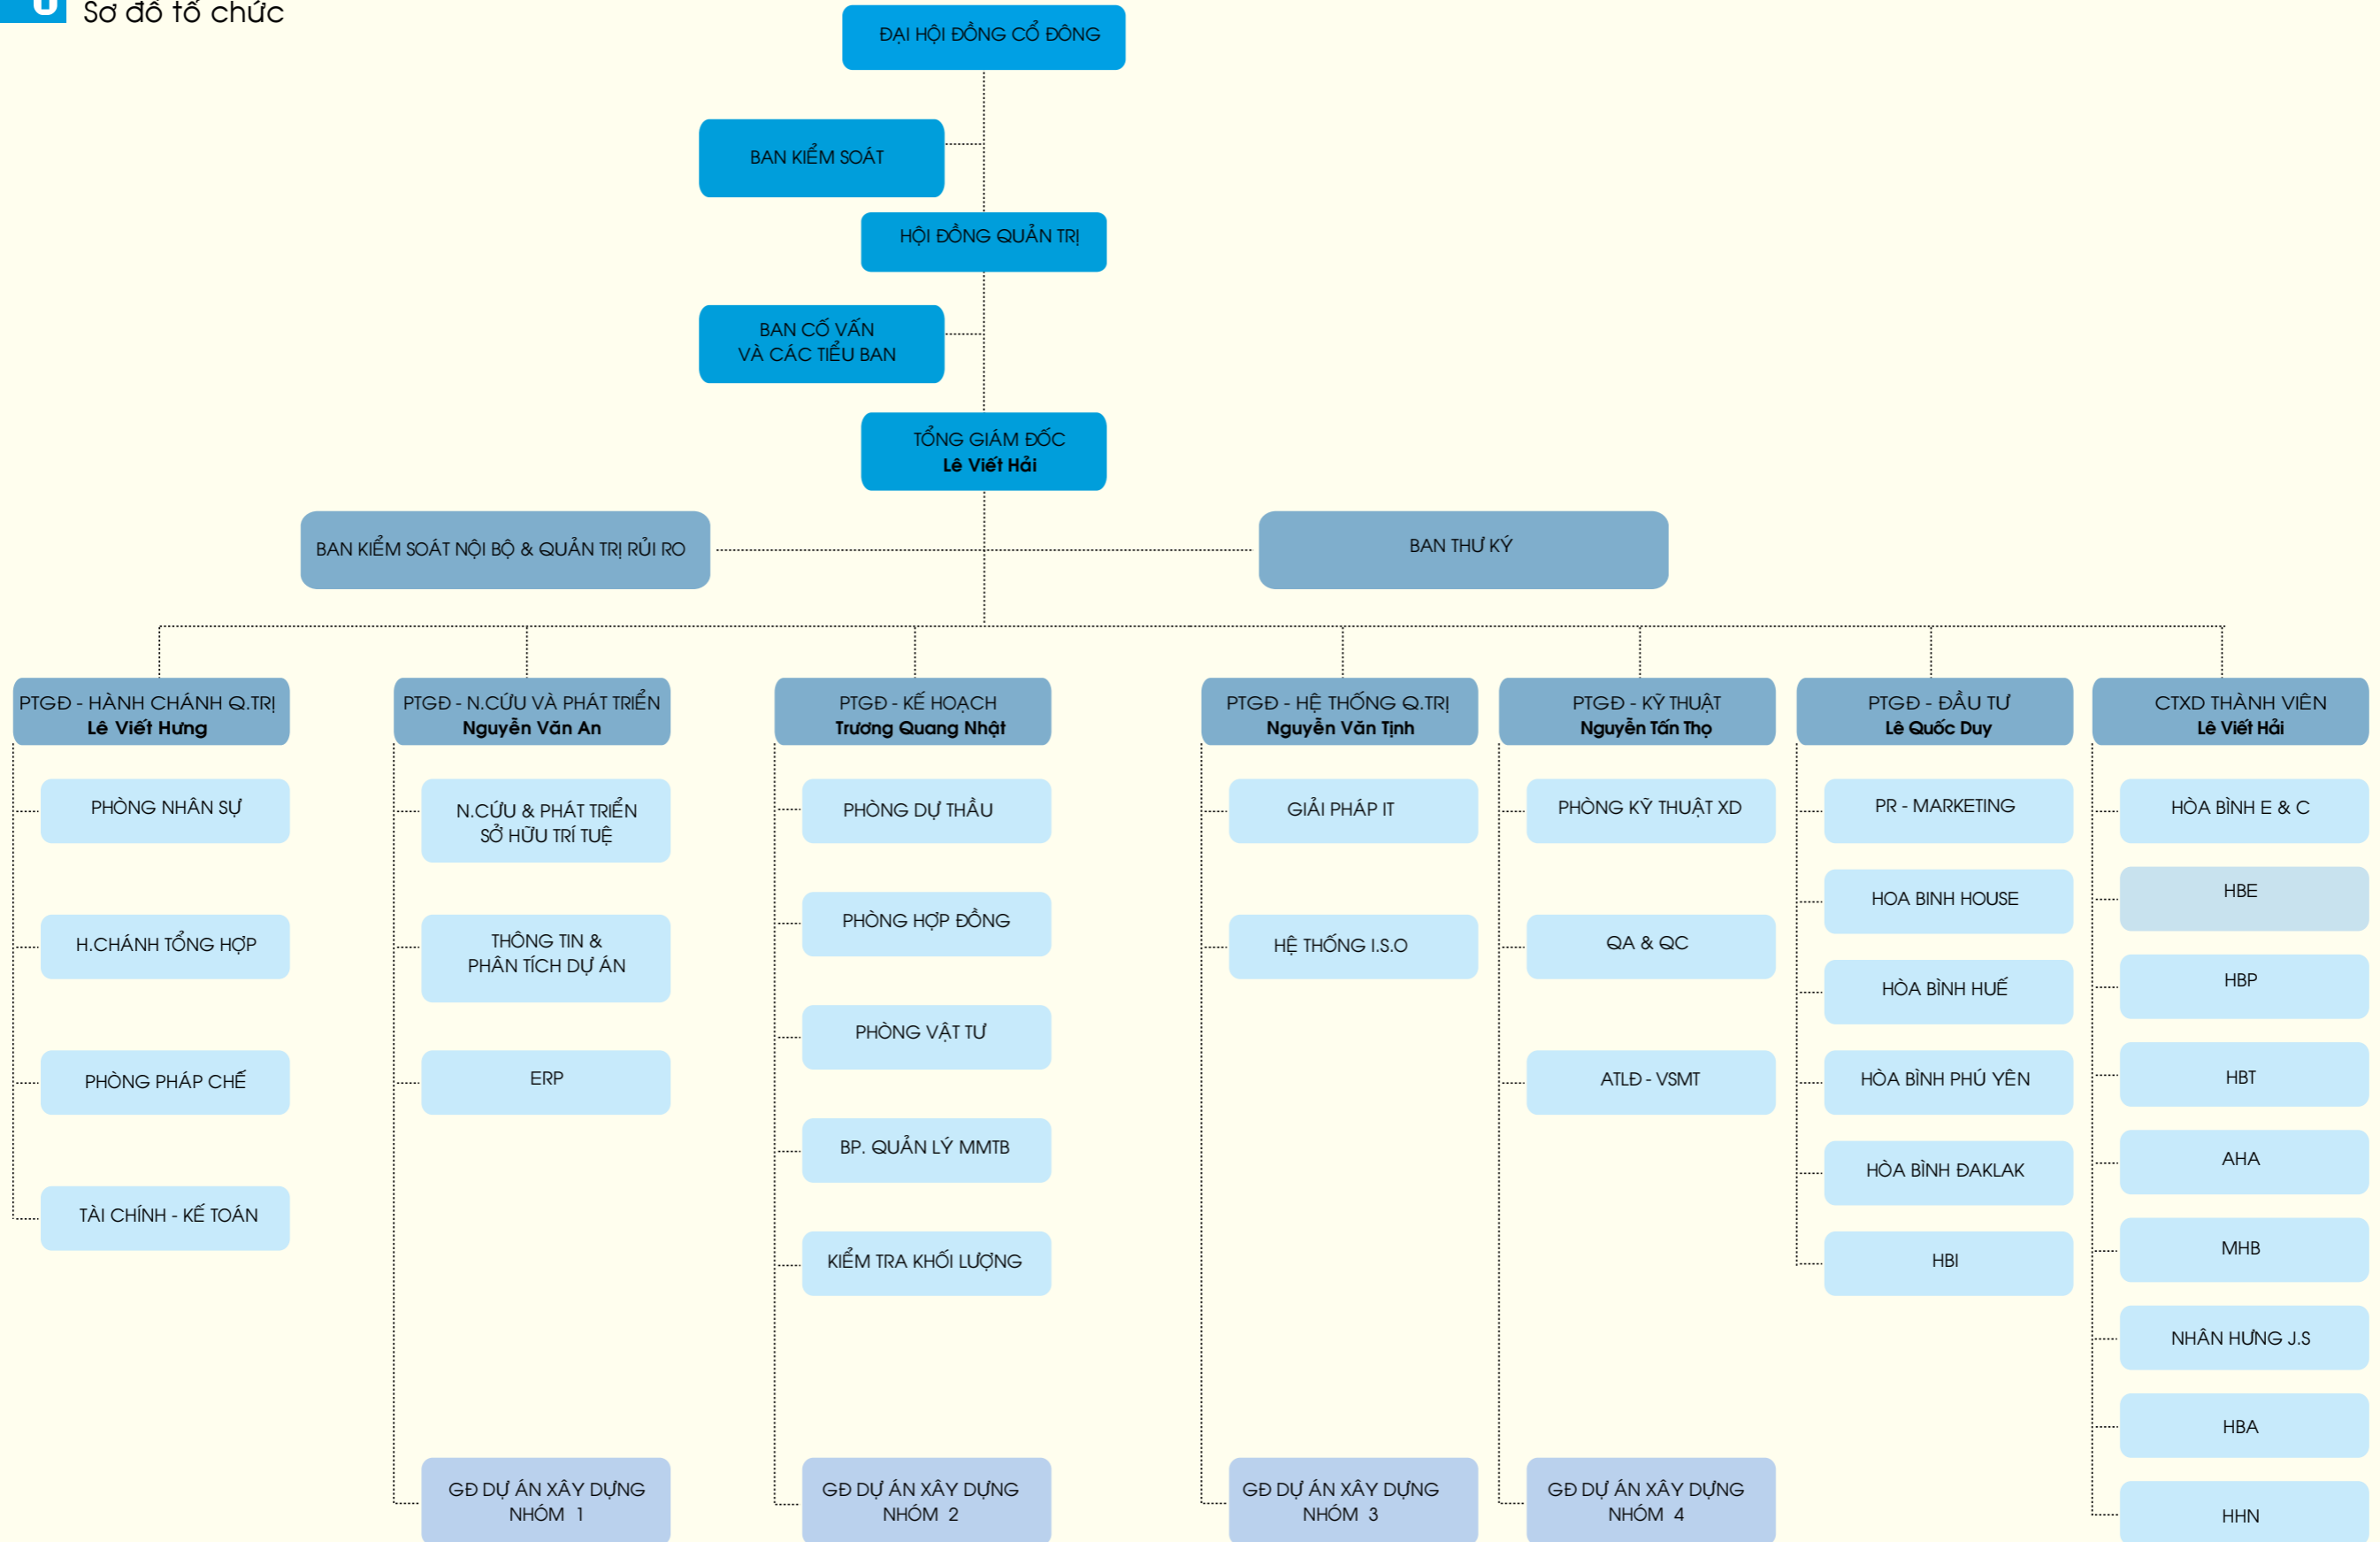 Sơ đồ tổ chức
ĐẠI HỘI ĐỒNG CỔ ĐÔNG
BAN KIỂM SOÁT
HỘI ĐỒNG QUẢN TRỊ
BAN CỐ VẤN
VÀ CÁC TIỂU BAN
TỔNG GIÁM ĐỐC
Lê Viết Hải
BAN KIỂM SOÁT NỘI BỘ & QUẢN TRỊ RỦI RO
BAN THƯ KÝ
PTGĐ - HÀNH CHÁNH Q.TRỊ
Lê Viết Hưng
PHÒNG NHÂN SỰ
H.CHÁNH TỔNG HỢP
PHÒNG PHÁP CHẾ
TÀI CHÍNH - KẾ TOÁN
PTGĐ - N.CỨU VÀ PHÁT TRIỂN
Nguyễn Văn An
N.CỨU & PHÁT TRIỂN
SỞ HỮU TRÍ TUỆ
THÔNG TIN &
PHÂN TÍCH DỰ ÁN
ERP
GĐ DỰ ÁN XÂY DỰNG
NHÓM 1
PTGĐ - KẾ HOẠCH
Trương Quang Nhật
PHÒNG DỰ THẦU
PHÒNG HỢP ĐỒNG
PHÒNG VẬT TƯ
BP. QUẢN LÝ MMTB
KIỂM TRA KHỐI LƯỢNG
GĐ DỰ ÁN XÂY DỰNG
NHÓM 2
PTGĐ - HỆ THỐNG Q.TRỊ
Nguyễn Văn Tịnh
GIẢI PHÁP IT
HỆ THỐNG I.S.O
GĐ DỰ ÁN XÂY DỰNG
NHÓM 3
PTGĐ - KỸ THUẬT
Nguyễn Tấn Thọ
PHÒNG KỸ THUẬT XD
QA & QC
ATLĐ - VSMT
GĐ DỰ ÁN XÂY DỰNG
NHÓM 4
PTGĐ - ĐẦU TƯ
Lê Quốc Duy
PR - MARKETING
HOA BINH HOUSE
HÒA BÌNH HUẾ
HÒA BÌNH PHÚ YÊN
HÒA BÌNH ĐAKLAK
HBI
CTXD THÀNH VIÊN
Lê Viết Hải
HÒA BÌNH E & C
HBE
HBP
HBT
AHA
MHB
NHÂN HƯNG J.S
HBA
HHN